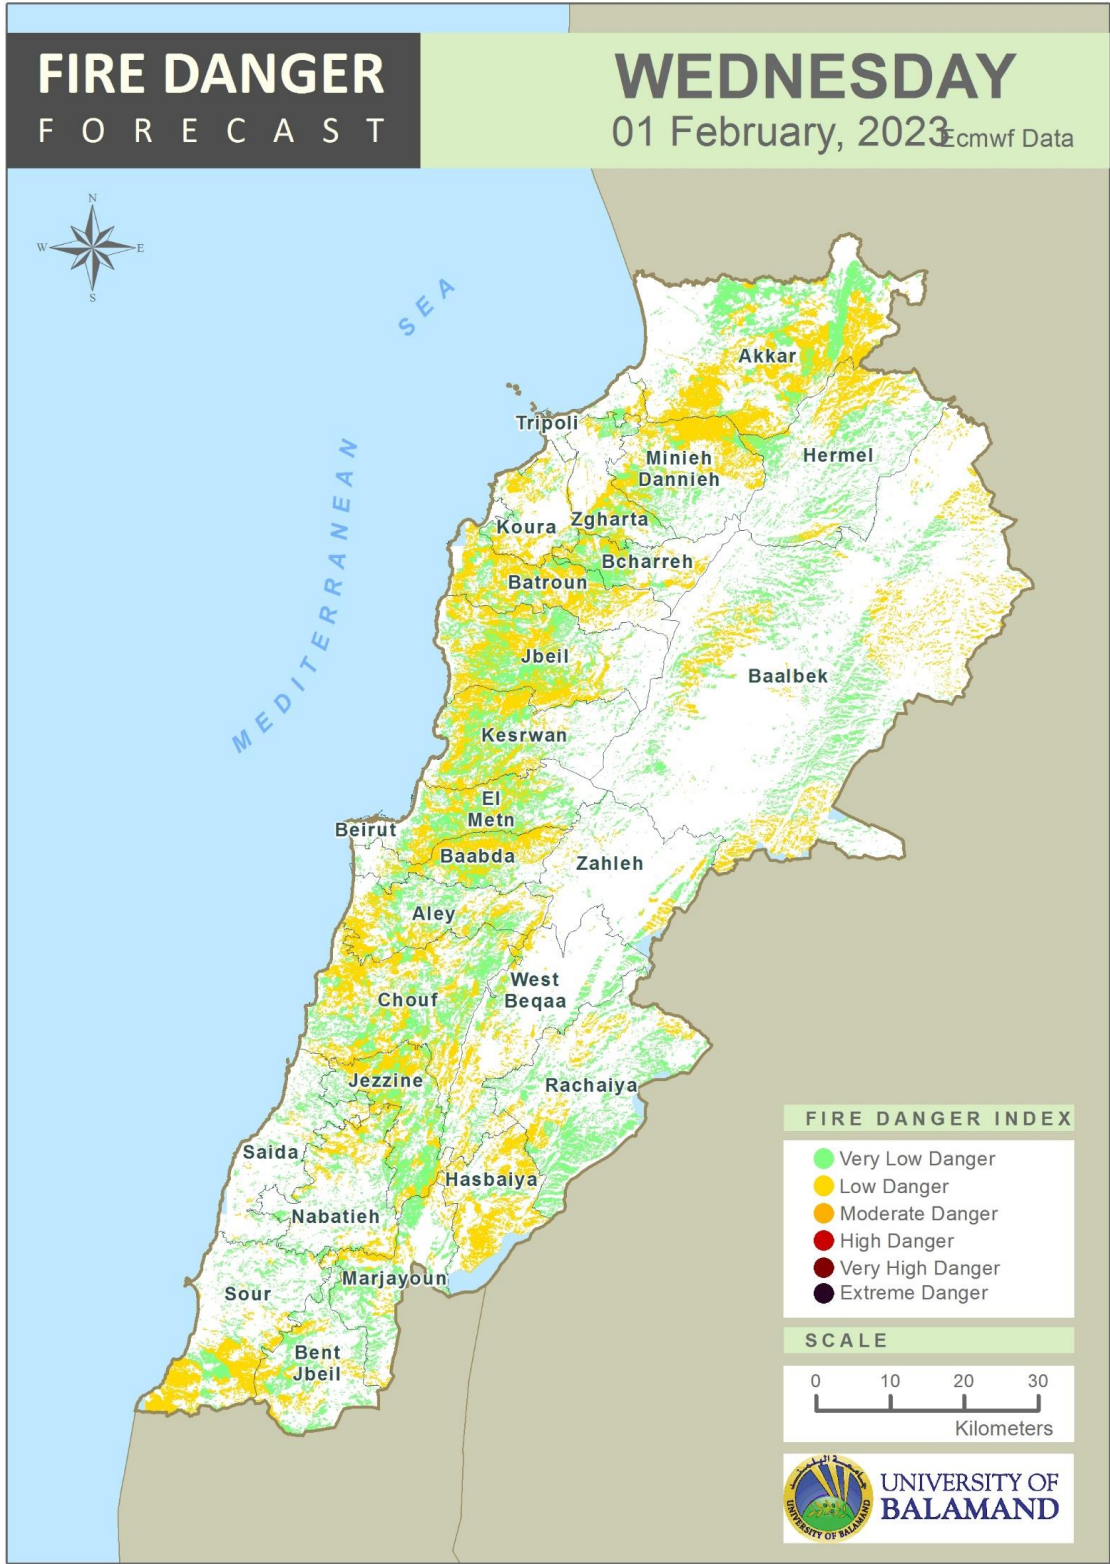 FIRE DANGER
FORECAST
WEDNESDAY
01 February, 2023
Ecmwf Data
N
W
E
S
MEDITERRANEAN SEA
Akkar
Tripoli
Minieh
Dannieh
Hermel
Koura
Zgharta
Bcharreh
Batroun
Jbeil
Baalbek
Kesrwan
El
Metn
Beirut
Baabda
Zahleh
Aley
West
Beqaa
Chouf
Jezzine
Rachaiya
Saida
Hasbaiya
Nabatieh
Marjayoun
Sour
Bent
Jbeil
FIRE DANGER INDEX
Very Low Danger
Low Danger
Moderate Danger
High Danger
Very High Danger
Extreme Danger
SCALE
0 10 20 30
Kilometers
UNIVERSITY OF BALAMAND
UNIVERSITY OF
BALAMAND